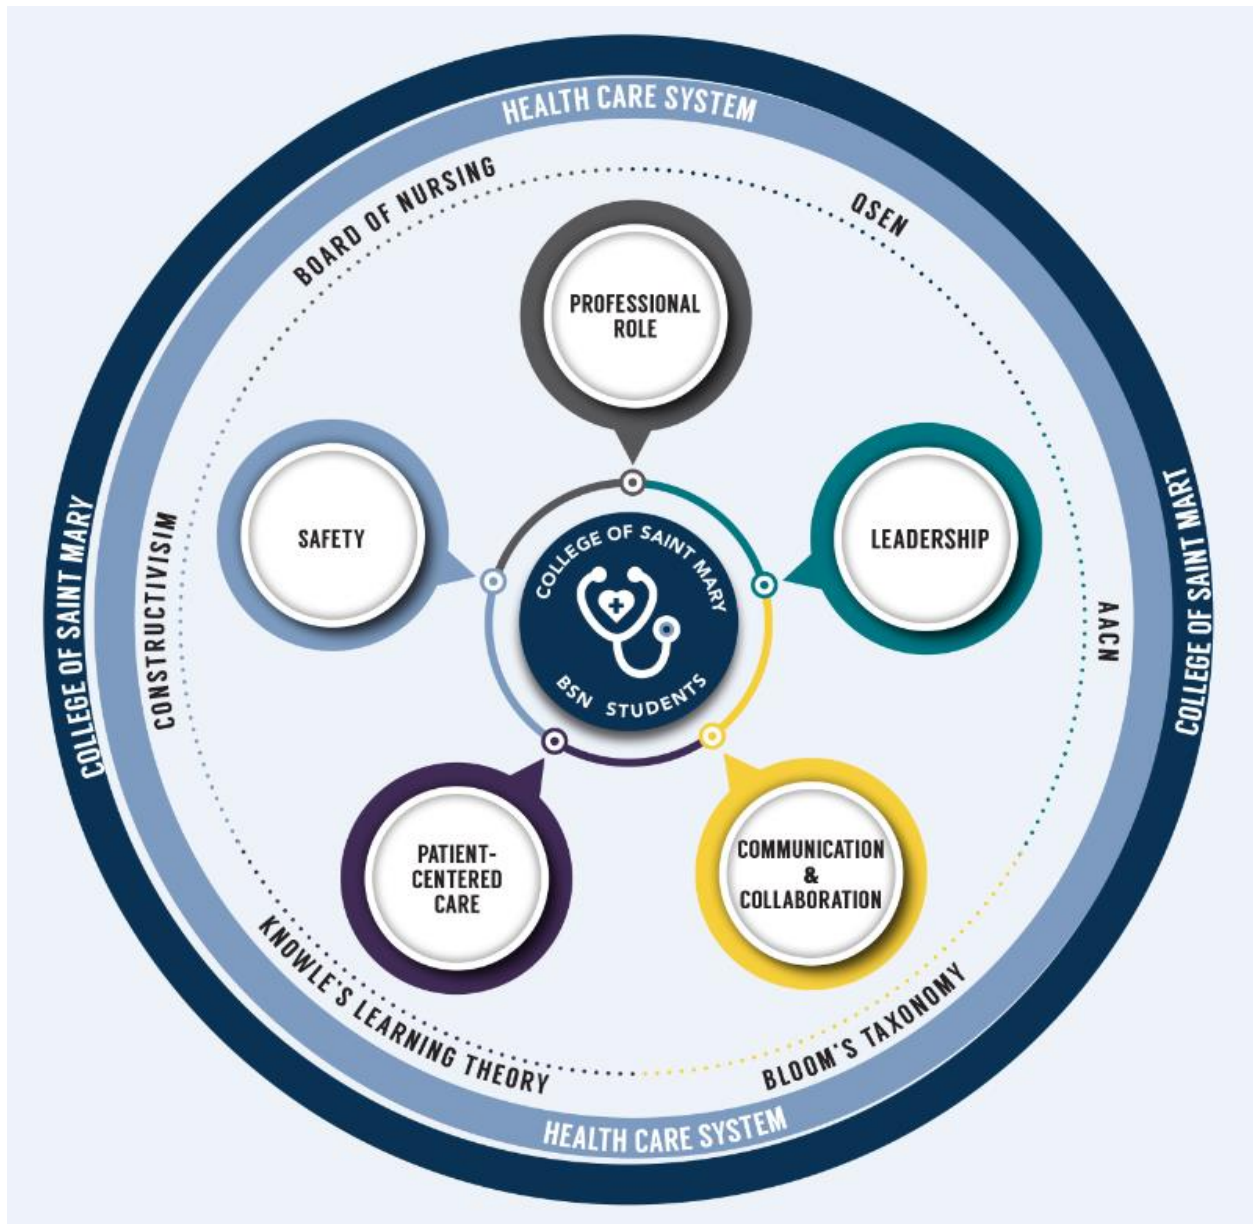 HEALTH CARE SYSTEM
BOARD OF NURSING
QSEN
PROFESSIONAL
ROLE
SAFETY
LEADERSHIP
COLLEGE OF SAINT MARY
CONSTRUCTIVISIM
COLLEGE OF SAINT MARY
BSN STUDENTS
AACN
COLLEGE OF SAINT MART
PATIENT-
CENTERED
CARE
COMMUNICATION
&
COLLABORATION
KNOWLE'S LEARNING THEORY
BLOOM'S TAXONOMY
HEALTH CARE SYSTEM